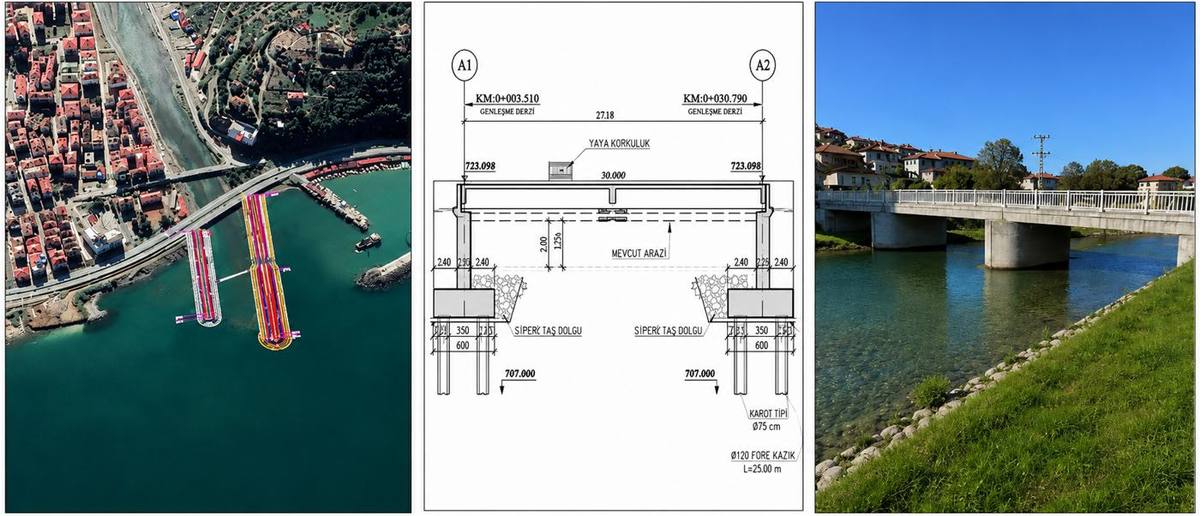 A1
A2
KM:0+003.510
KM:0+030.790
GENLEŞME DERZİ
GENLEŞME DERZİ
27.18
YAYA KORKULUK
723.098
30.000
723.098
2.00
1.256
MEVCUT ARAZİ
2.40
2.40
2.40
2.40
SİPERK TAŞ DOLGU
SİPERK TAŞ DOLGU
350
350
600
600
707.000
707.000
KAROT TİPİ
Ø75 cm
Ø120 FORE KAZIK
L=25.00 m